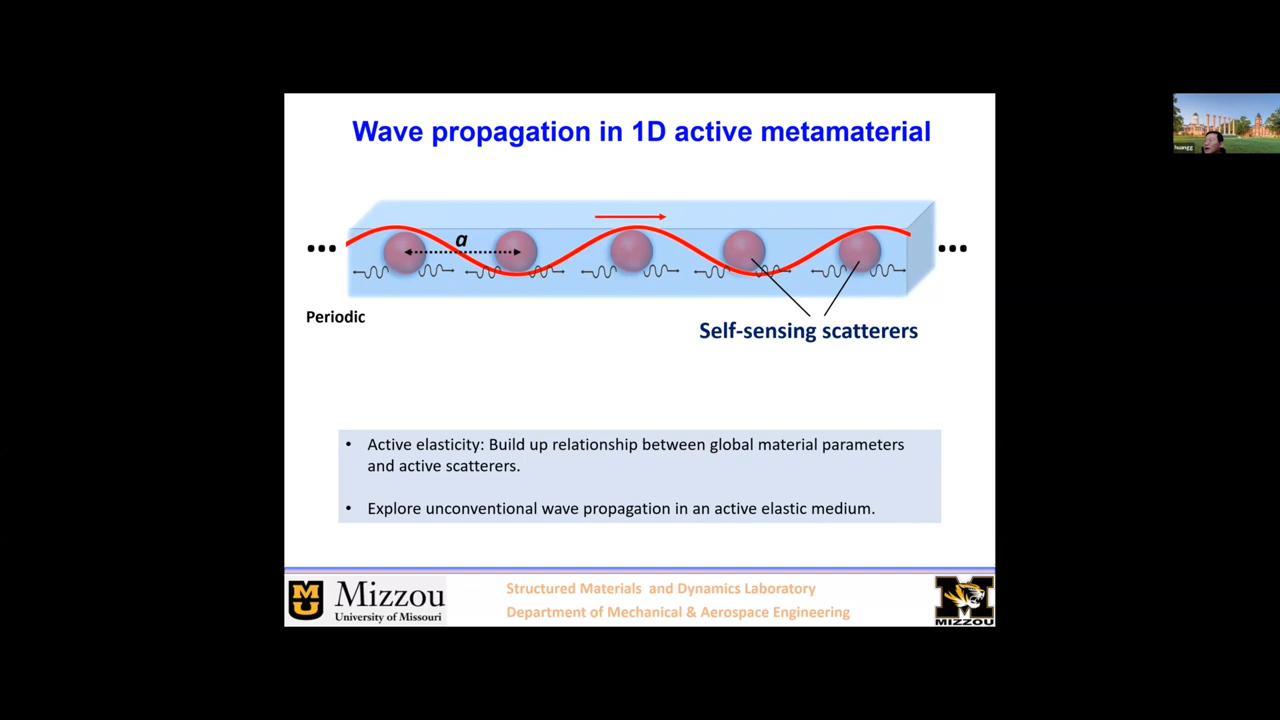 Wave propagation in 1D active metamaterial
huangg
a
••• •••
Periodic
Self-sensing scatterers
• Active elasticity: Build up relationship between global material parameters
and active scatterers.
• Explore unconventional wave propagation in an active elastic medium.
MU
Mizzou
University of Missouri
Structured Materials and Dynamics Laboratory
Department of Mechanical & Aerospace Engineering
M
MIZZOU